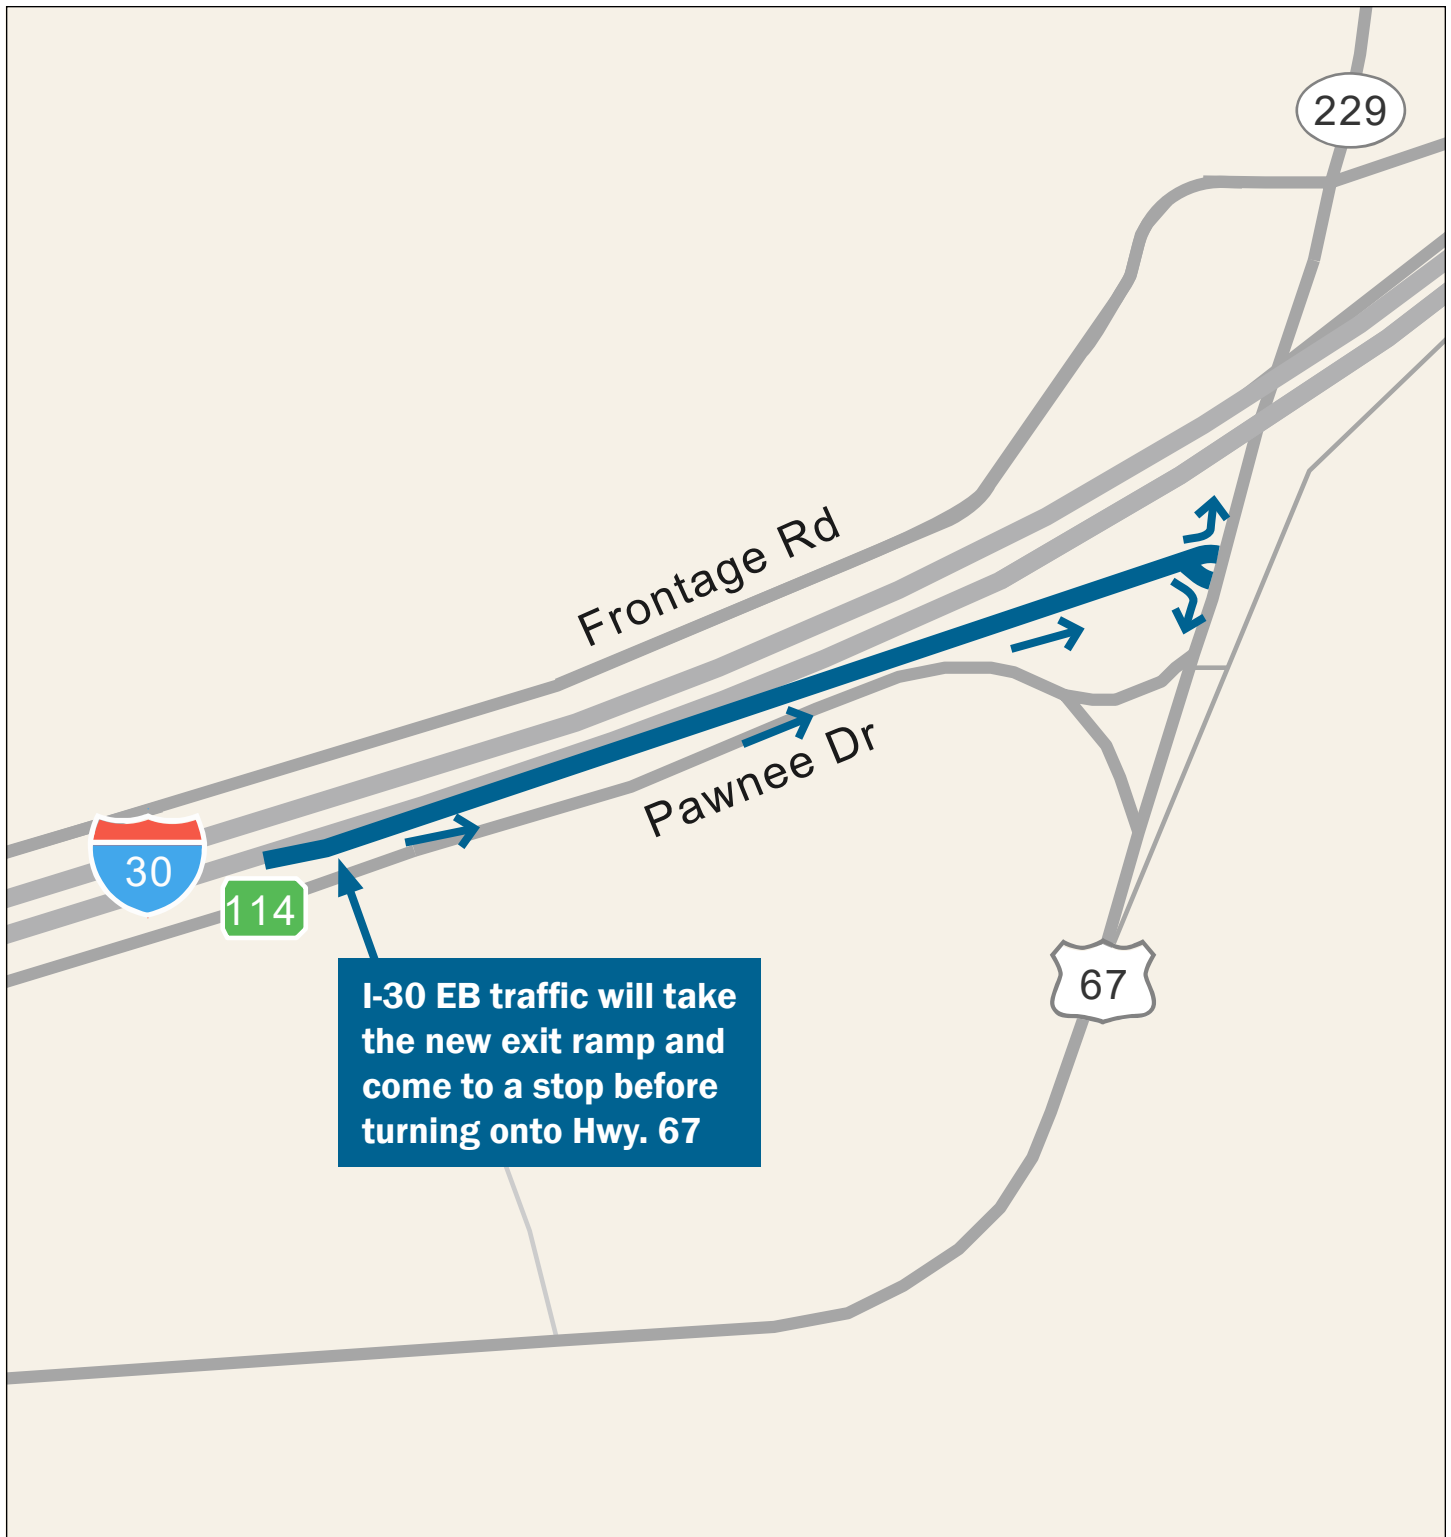 229
Frontage Rd
Pawnee Dr
30
114
I-30 EB traffic will take
the new exit ramp and
come to a stop before
turning onto Hwy. 67
67